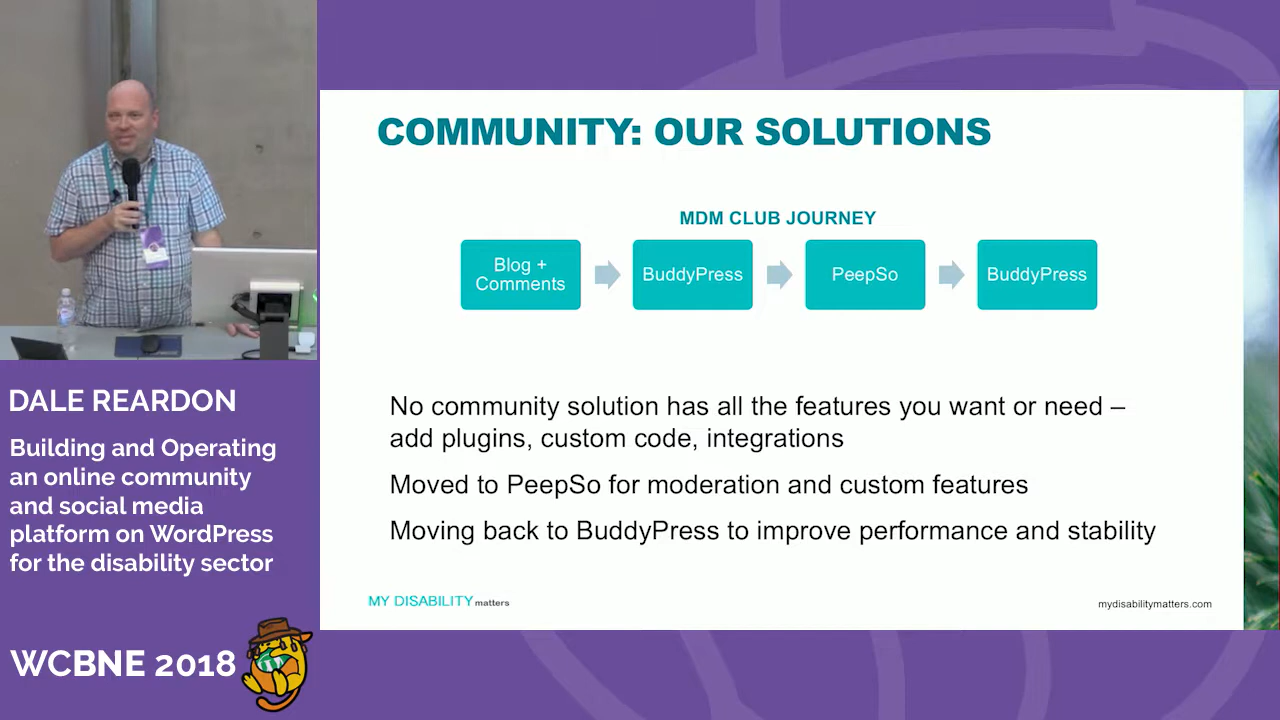 COMMUNITY: OUR SOLUTIONS
MDM CLUB JOURNEY
Blog +
Comments
BuddyPress
PeepSo
BuddyPress
No community solution has all the features you want or need –
add plugins, custom code, integrations
Moved to PeepSo for moderation and custom features
Moving back to BuddyPress to improve performance and stability
MY DISABILITY matters
mydisabilitymatters.com
DALE REARDON
Building and Operating
an online community
and social media
platform on WordPress
for the disability sector
WCBNE 2018